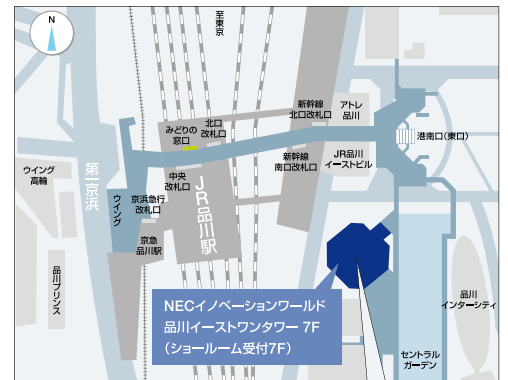 N
至東京
みどりの
窓口
北口
改札口
新幹線
北口改札口
アトレ
品川
港南口(東口)
ウイング
高輪
第一京浜
ウイング
京浜急行
改札口
中央
改札口
JR品川駅
新幹線
南口改札口
JR品川
イーストビル
京急
品川駅
品川プリンス
NECイノベーションワールド
品川イーストワンタワー 7F
(ショールーム受付7F)
品川
インターシティ
セントラル
ガーデン